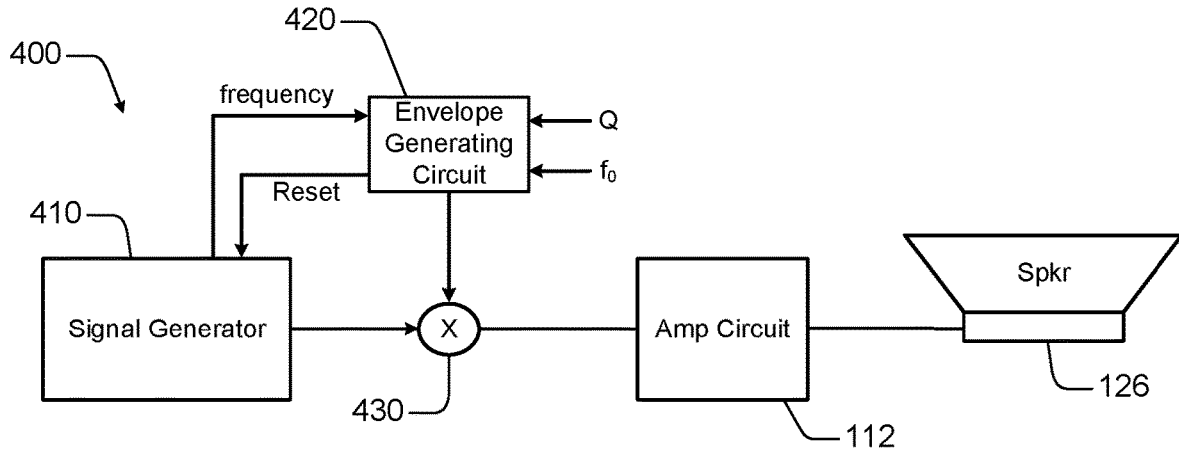 420
400
frequency
Envelope
Generating
Circuit
Q
f₀
Reset
410
Signal Generator
X
430
Amp Circuit
112
Spkr
126